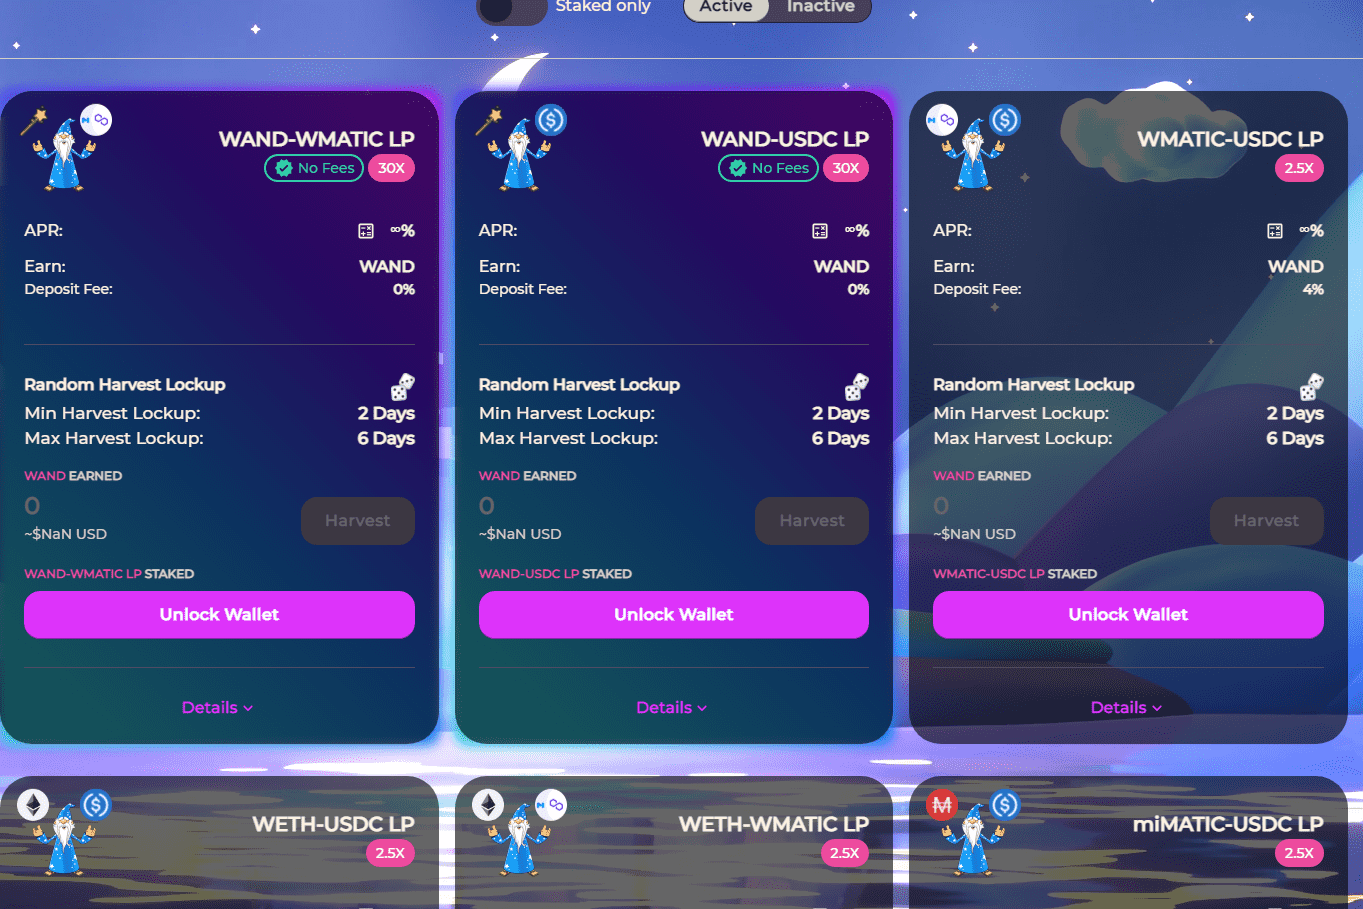 Staked only
Active
Inactive
WAND-WMATIC LP
No Fees
30X
APR:
∞%
Earn:
WAND
Deposit Fee:
0%
Random Harvest Lockup
Min Harvest Lockup:
2 Days
Max Harvest Lockup:
6 Days
WAND EARNED
0
~$NaN USD
Harvest
WAND-WMATIC LP STAKED
Unlock Wallet
Details
WAND-USDC LP
No Fees
30X
APR:
∞%
Earn:
WAND
Deposit Fee:
0%
Random Harvest Lockup
Min Harvest Lockup:
2 Days
Max Harvest Lockup:
6 Days
WAND EARNED
0
~$NaN USD
Harvest
WAND-USDC LP STAKED
Unlock Wallet
Details
WMATIC-USDC LP
2.5X
APR:
∞%
Earn:
WAND
Deposit Fee:
4%
Random Harvest Lockup
Min Harvest Lockup:
2 Days
Max Harvest Lockup:
6 Days
WAND EARNED
0
~$NaN USD
Harvest
WMATIC-USDC LP STAKED
Unlock Wallet
Details
WETH-USDC LP
2.5X
WETH-WMATIC LP
2.5X
miMATIC-USDC LP
2.5X